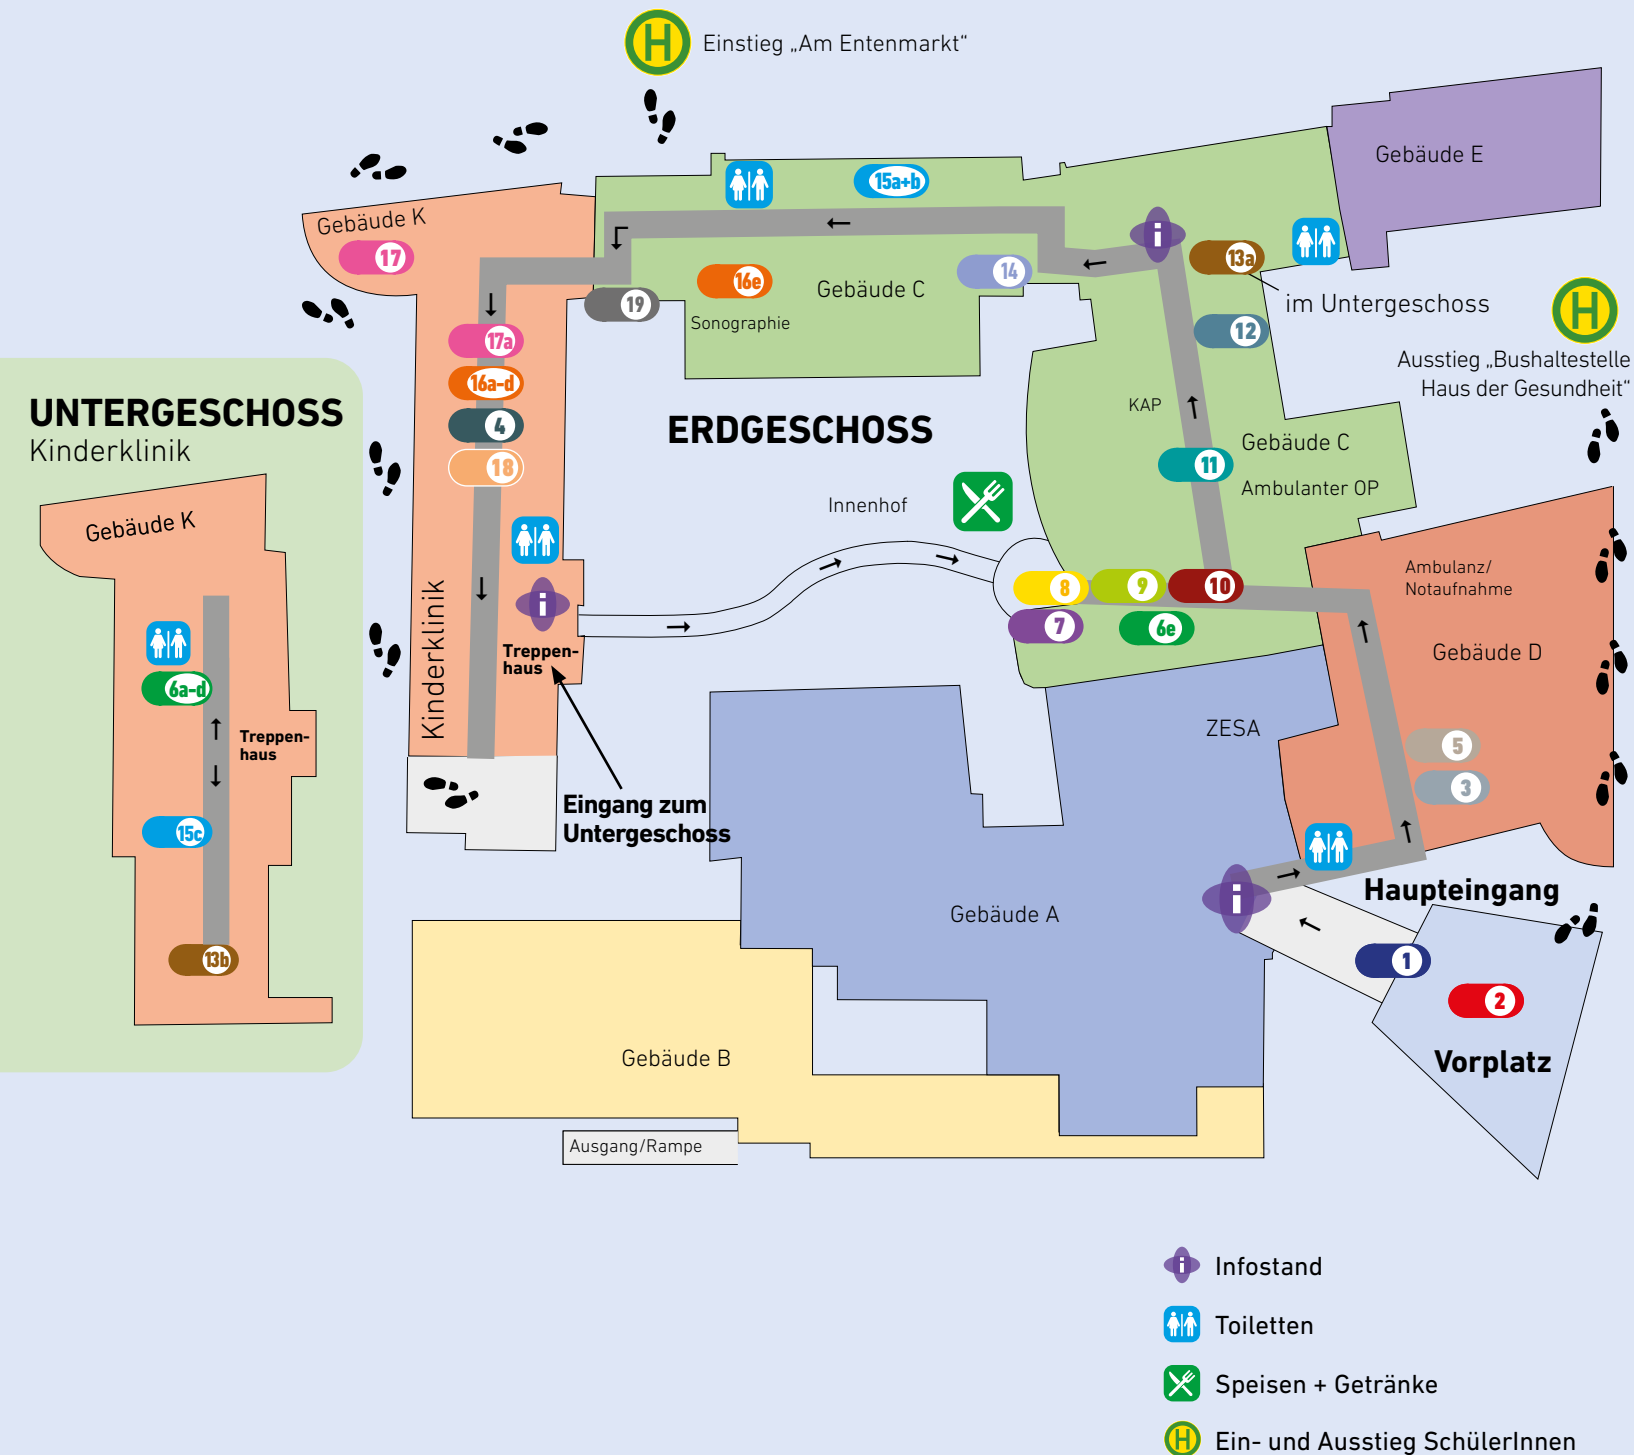 H Einstieg „Am Entenmarkt“
Gebäude E
15a+b
Gebäude K
17
i
13a
16e
14
Gebäude C
19
Sonographie
im Untergeschoss
H
12
17a
Ausstieg „Bushaltestelle
Haus der Gesundheit“
16a-d
UNTERGESCHOSS
Kinderklinik
4
ERDGESCHOSS
KAP
Gebäude C
18
11
Ambulanter OP
Innenhof
Gebäude K
Ambulanz/
Notaufnahme
8
9
10
i
7
6e
Kinderklinik
Treppen-
haus
Gebäude D
6a-d
Treppen-
haus
ZESA
5
3
Eingang zum
Untergeschoss
15c
i
Haupteingang
Gebäude A
13b
1
2
Gebäude B
Vorplatz
Ausgang/Rampe
i Infostand
Toiletten
Speisen + Getränke
H Ein- und Ausstieg SchülerInnen